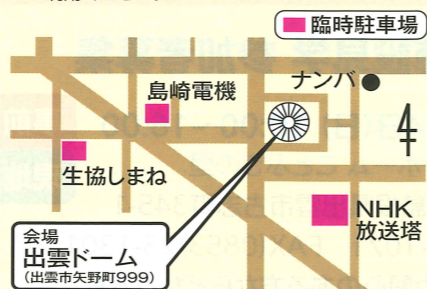 臨時駐車場
ナンバ
島崎電機
生協しまね
NHK
放送塔
会場
出雲ドーム
(出雲市矢野町999)